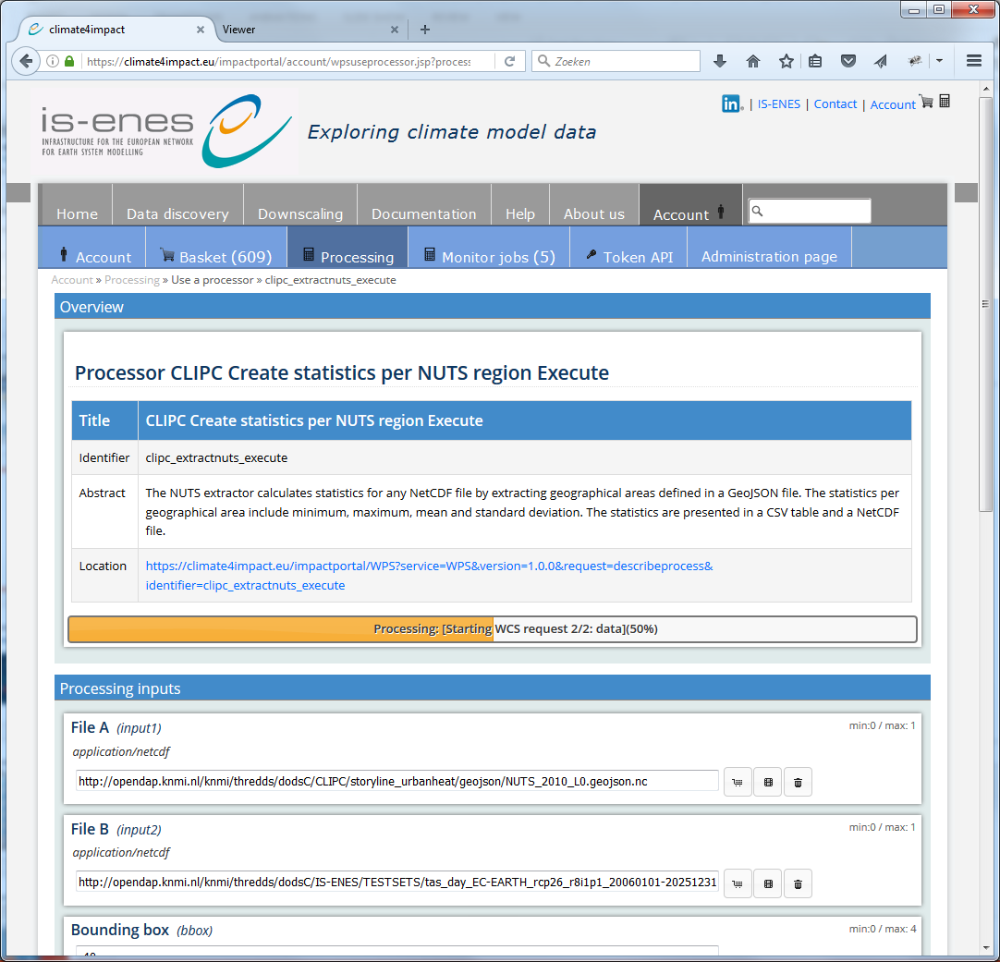 climate4impact
Viewer
https://climate4impact.eu/impactportal/account/wpsuseprocessor.jsp?process
Zoeken
is-enes
INFRASTRUCTURE FOR THE EUROPEAN NETWORK
FOR EARTH SYSTEM MODELLING
Exploring climate model data
in | IS-ENES | Contact | Account
Home Data discovery Downscaling Documentation Help About us Account
Account Basket (609) Processing Monitor jobs (5) Token API Administration page
Account » Processing » Use a processor » clipc_extractnuts_execute
Overview
Processor CLIPC Create statistics per NUTS region Execute
Title CLIPC Create statistics per NUTS region Execute
Identifier clipc_extractnuts_execute
Abstract The NUTS extractor calculates statistics for any NetCDF file by extracting geographical areas defined in a GeoJSON file. The statistics per
geographical area include minimum, maximum, mean and standard deviation. The statistics are presented in a CSV table and a NetCDF
file.
Location https://climate4impact.eu/impactportal/WPS?service=WPS&version=1.0.0&request=describeprocess&
identifier=clipc_extractnuts_execute
Processing: [Starting WCS request 2/2: data](50%)
Processing inputs
File A (input1) min:0 / max: 1
application/netcdf
http://opendap.knmi.nl/knmi/thredds/dodsC/CLIPC/storyline_urbanheat/geojson/NUTS_2010_L0.geojson.nc
File B (input2) min:0 / max: 1
application/netcdf
http://opendap.knmi.nl/knmi/thredds/dodsC/IS-ENES/TESTSETS/tas_day_EC-EARTH_rcp26_r8i1p1_20060101-20251231
Bounding box (bbox) min:0 / max: 4